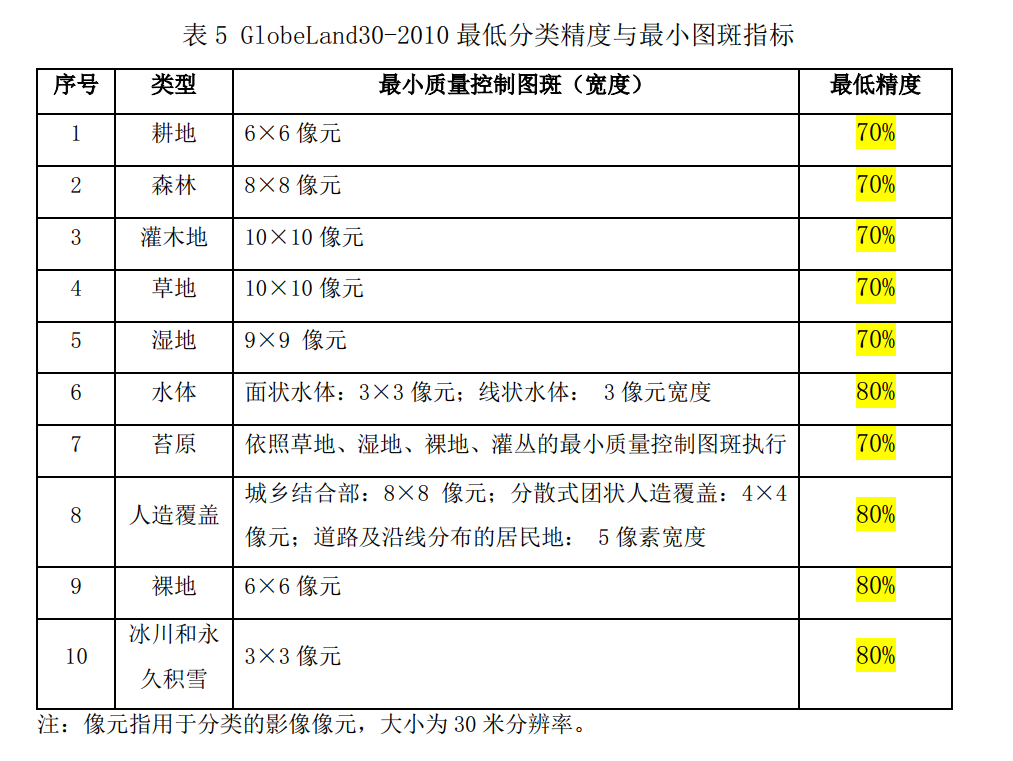 表 5 GlobeLand30-2010 最低分类精度与最小图斑指标
序号 类型 最小质量控制图斑（宽度） 最低精度
1 耕地 6×6 像元 70%
2 森林 8×8 像元 70%
3 灌木地 10×10 像元 70%
4 草地 10×10 像元 70%
5 湿地 9×9 像元 70%
6 水体 面状水体：3×3 像元；线状水体： 3 像元宽度 80%
7 苔原 依照草地、湿地、裸地、灌丛的最小质量控制图斑执行 70%
8 人造覆盖 城乡结合部：8×8 像元；分散式团状人造覆盖：4×4
像元；道路及沿线分布的居民地： 5 像素宽度 80%
9 裸地 6×6 像元 80%
10 冰川和永
久积雪 3×3 像元 80%
注：像元指用于分类的影像像元，大小为 30 米分辨率。